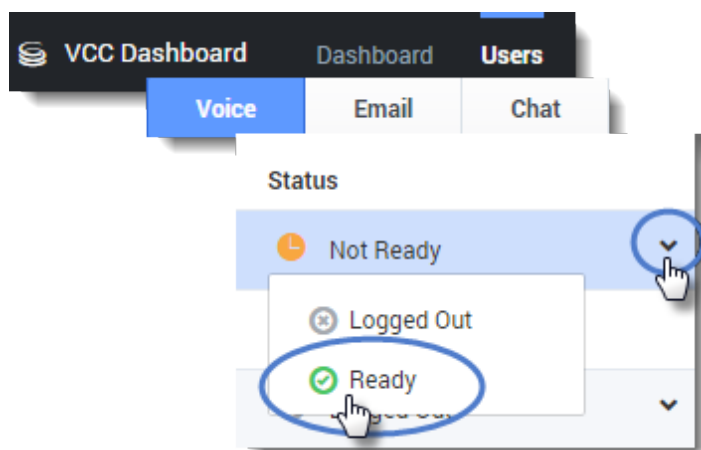 VCC Dashboard Dashboard Users
Voice Email Chat
Status
Not Ready
Logged Out
Ready